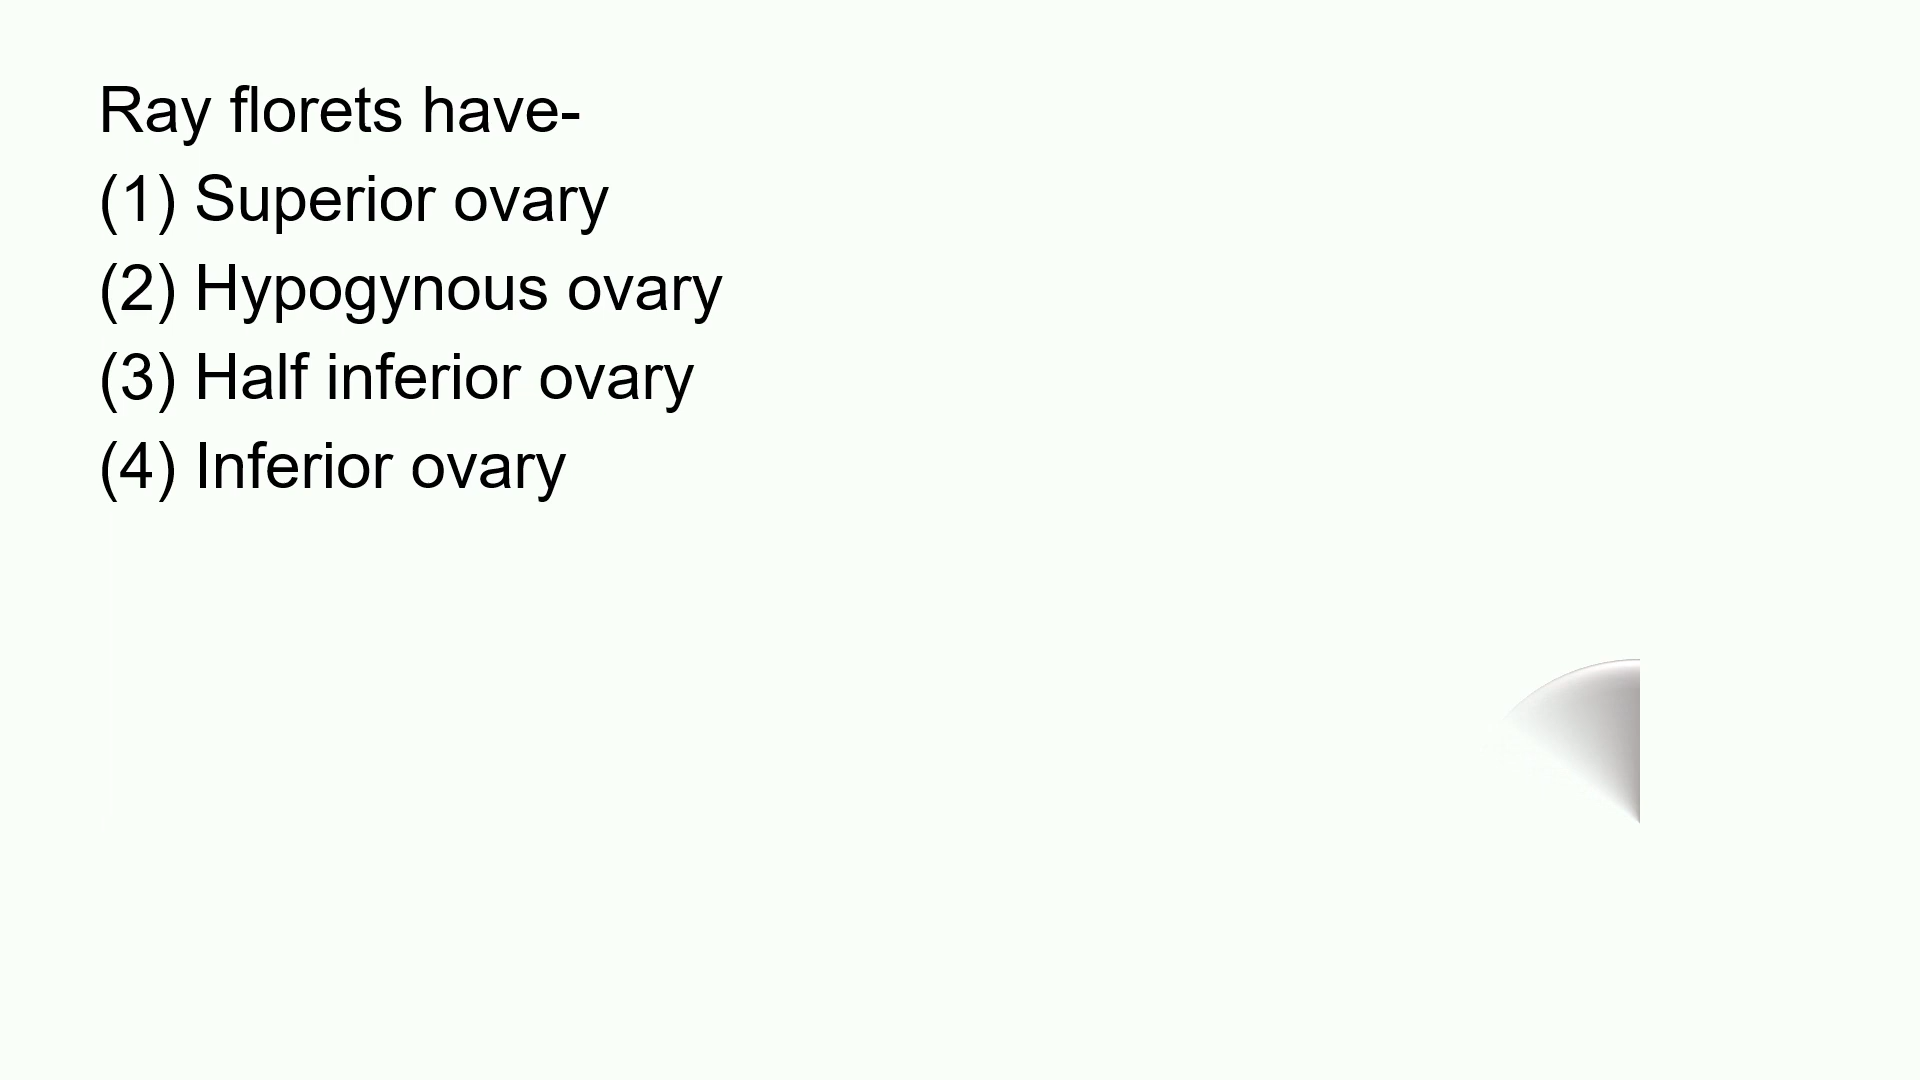 Ray florets have-
(1) Superior ovary
(2) Hypogynous ovary
(3) Half inferior ovary
(4) Inferior ovary